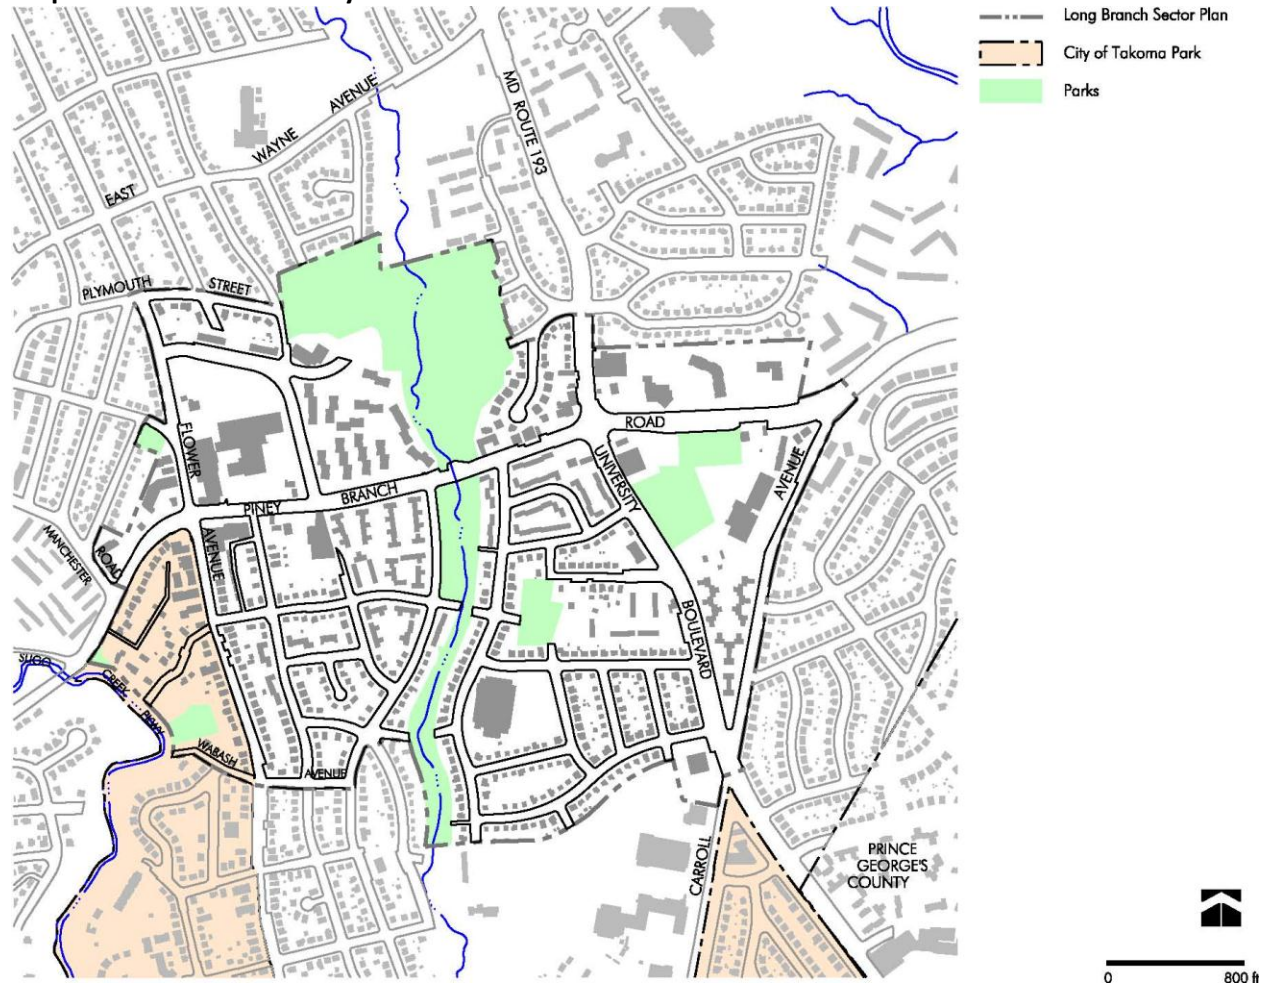 Long Branch Sector Plan
City of Takoma Park
Parks
MD ROUTE 193
AVENUE
WAYNE
EAST
PLYMOUTH
STREET
FLOWER
ROAD
UNIVERSITY
AVENUE
BRANCH
PINEY
AVENUE
MANCHESTER
ROAD
BOULEVARD
CREEK
PKWY
WABASH
AVENUE
CARROLL
PRINCE
GEORGE'S
COUNTY
0 800 ft